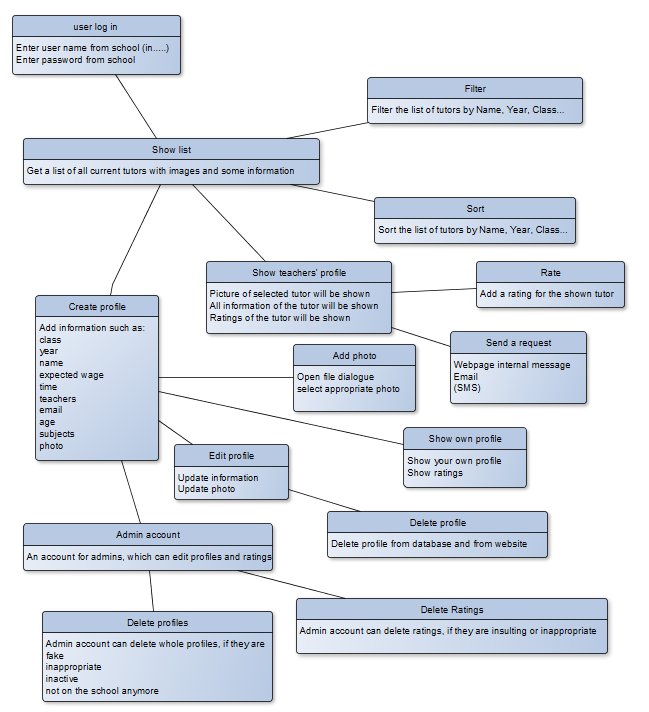 user log in
Enter user name from school (in.....)
Enter password from school
Filter
Filter the list of tutors by Name, Year, Class...
Show list
Get a list of all current tutors with images and some information
Sort
Sort the list of tutors by Name, Year, Class...
Show teachers' profile
Picture of selected tutor will be shown
All information of the tutor will be shown
Ratings of the tutor will be shown
Rate
Add a rating for the shown tutor
Create profile
Add information such as:
class
year
name
expected wage
time
teachers
email
age
subjects
photo
Send a request
Webpage internal message
Email
(SMS)
Add photo
Open file dialogue
select appropriate photo
Show own profile
Show your own profile
Show ratings
Edit profile
Update information
Update photo
Delete profile
Delete profile from database and from website
Admin account
An account for admins, which can edit profiles and ratings
Delete Ratings
Admin account can delete ratings, if they are insulting or inappropriate
Delete profiles
Admin account can delete whole profiles, if they are
fake
inappropriate
inactive
not on the school anymore